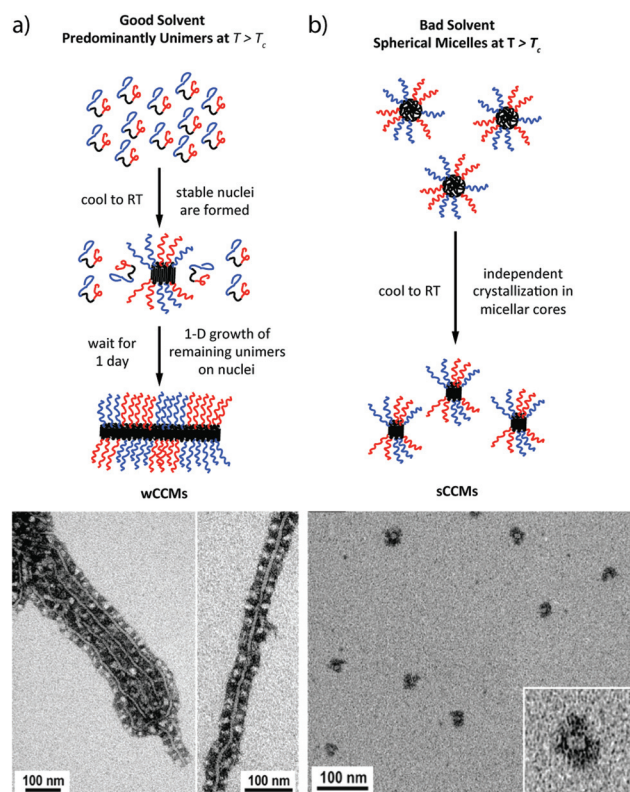 a)
Good Solvent
Predominantly Unimers at T > Tc
cool to RT
stable nuclei
are formed
wait for
1 day
1-D growth of
remaining unimers
on nuclei
wCCMs
100 nm
100 nm
b)
Bad Solvent
Spherical Micelles at T > Tc
cool to RT
independent
crystallization in
micellar cores
sCCMs
100 nm